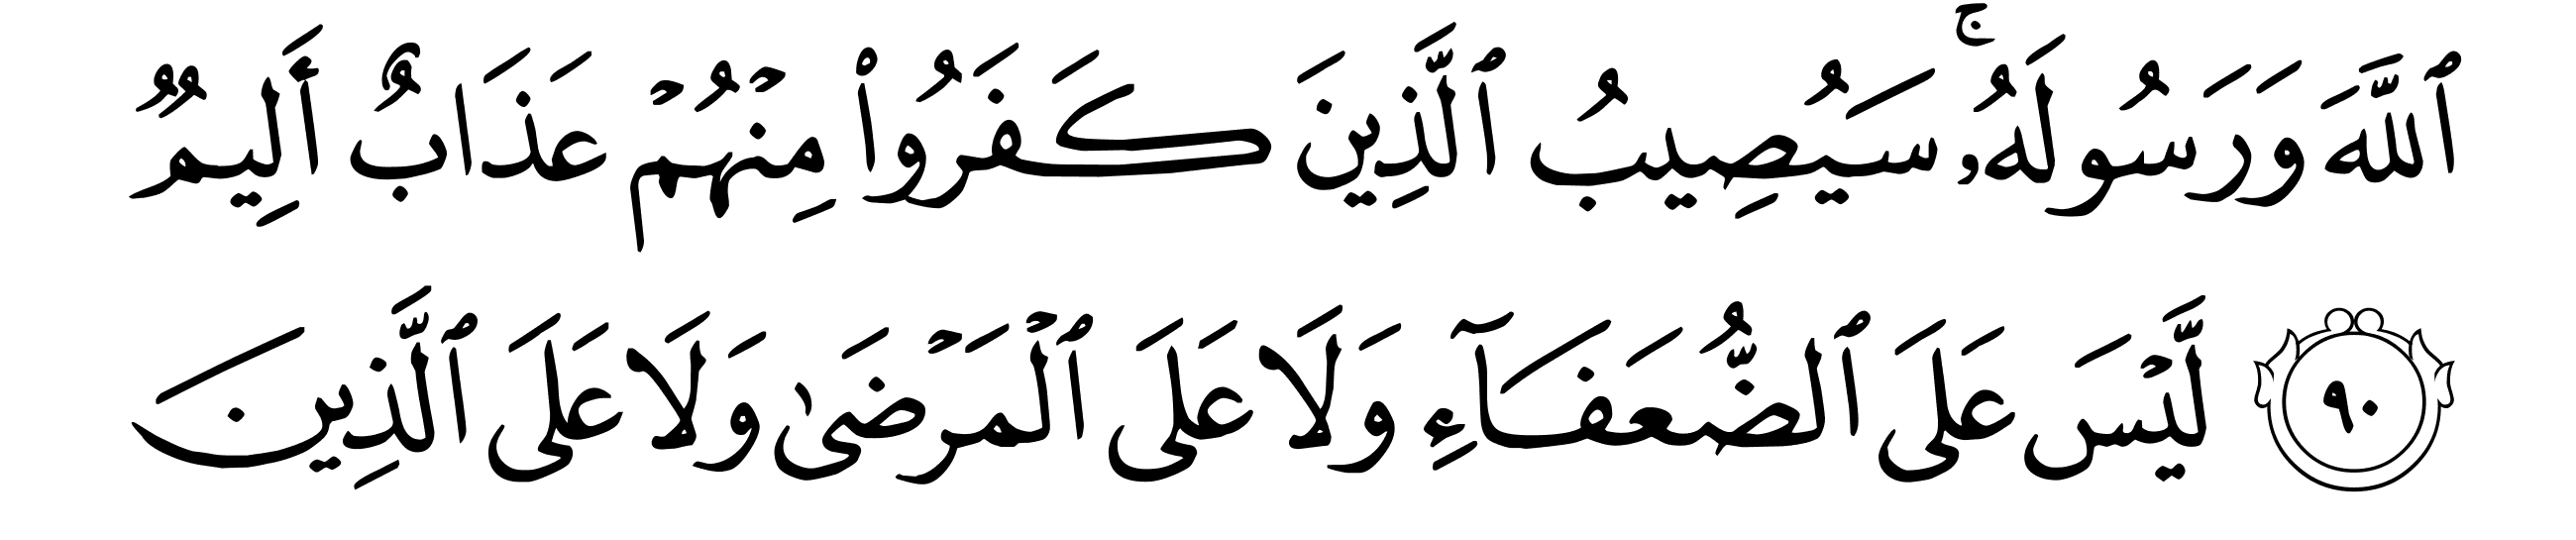 ٱللَّهَ وَرَسُولَهُۥۚ سَيُصِيبُ ٱلَّذِينَ كَفَرُوا۟ مِنْهُمْ عَذَابٌ أَلِيمٌ
٩٠ لَّيْسَ عَلَى ٱلضُّعَفَآءِ وَلَا عَلَى ٱلْمَرْضَىٰ وَلَا عَلَى ٱلَّذِينَ